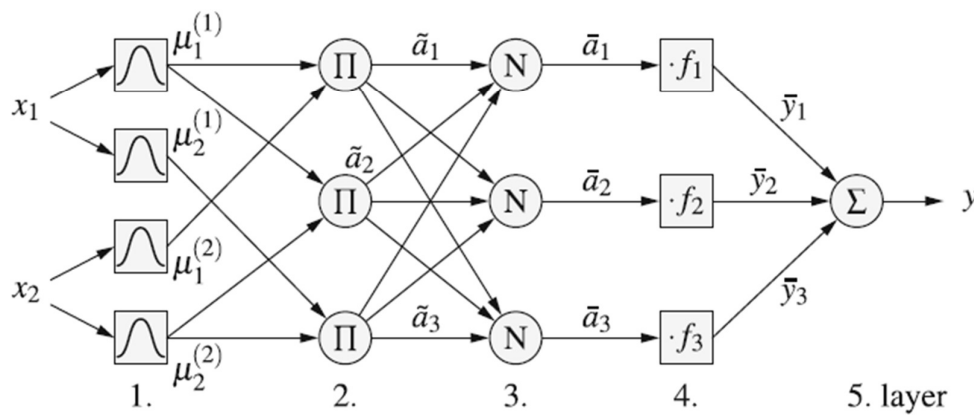 μ₁⁽¹⁾ Π ã₁ N ā₁ ·f₁
x₁ ȳ₁
μ₂⁽¹⁾
ã₂ Π N ā₂ ·f₂ ȳ₂ Σ y
μ₁⁽²⁾
x₂ ȳ₃
Π ã₃ N ā₃ ·f₃
μ₂⁽²⁾
1. 2. 3. 4. 5. layer